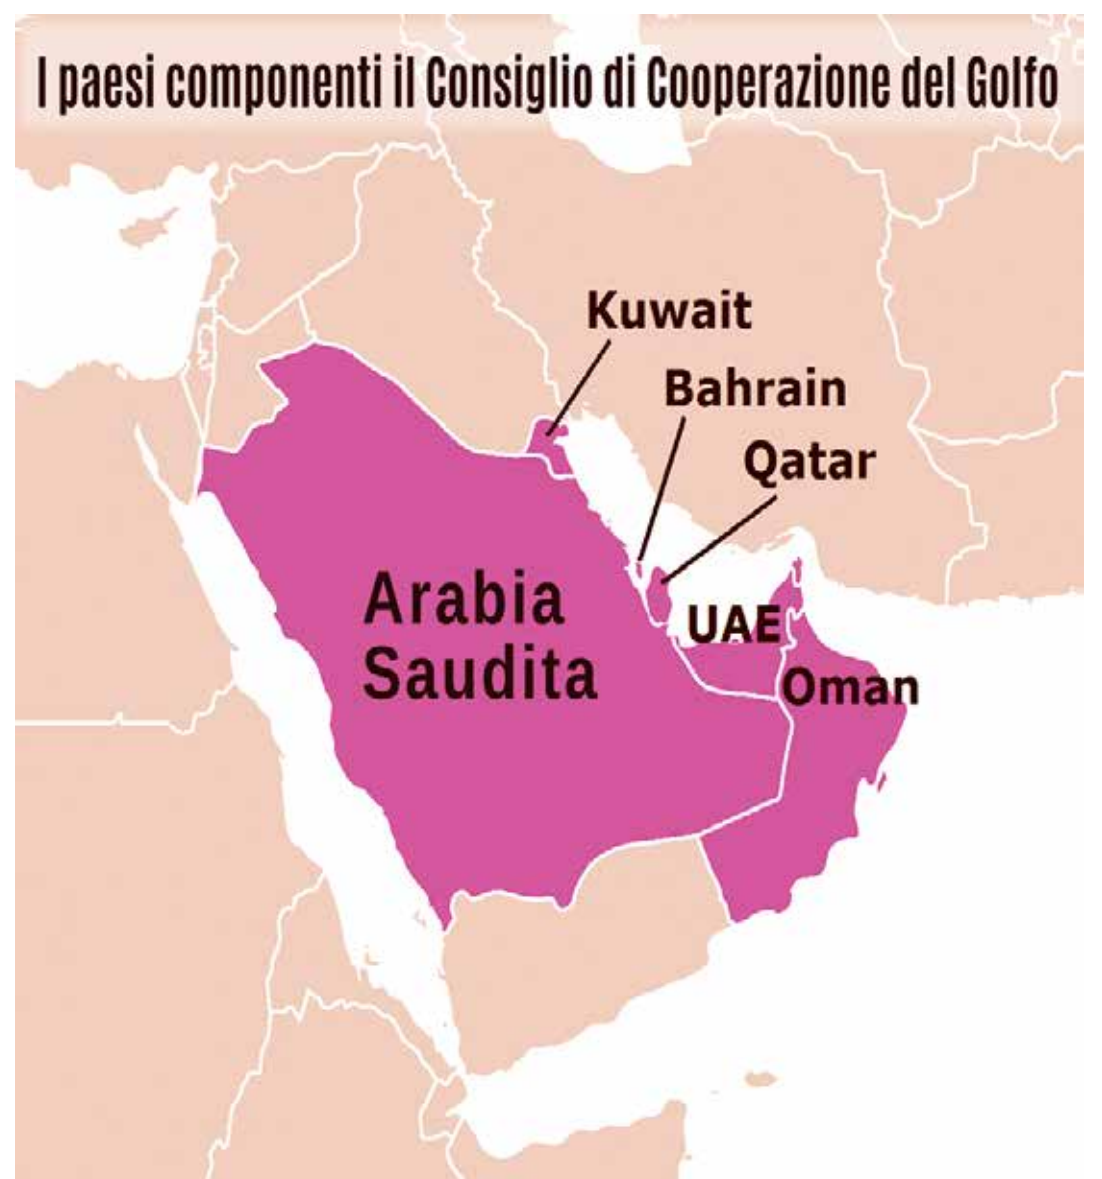 I paesi componenti il Consiglio di Cooperazione del Golfo
Kuwait
Bahrain
Qatar
Arabia
Saudita
UAE
Oman